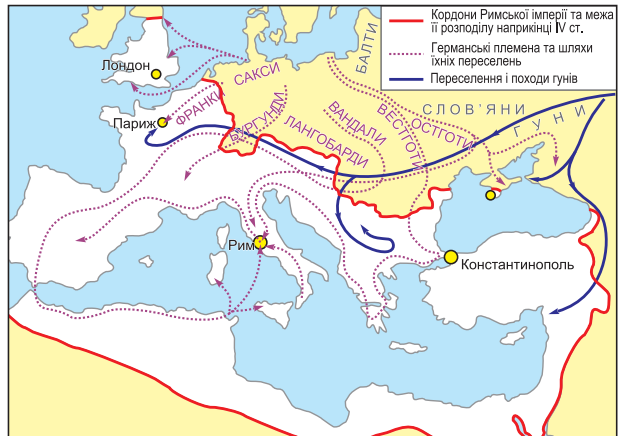 Кордони Римської імперії та межа
її розподілу наприкінці ІV ст.
Германські племена та шляхи
їхніх переселень
Переселення і походи гунів
БАЛТИ
Лондон
САКСИ
СЛОВ’ЯНИ
ГУНИ
Париж
ФРАНКИ
БУРГУНДИ
ЛАНГОБАРДИ
ВАНДАЛИ
ВЕСТГОТИ
ОСТГОТИ
Рим
Константинополь